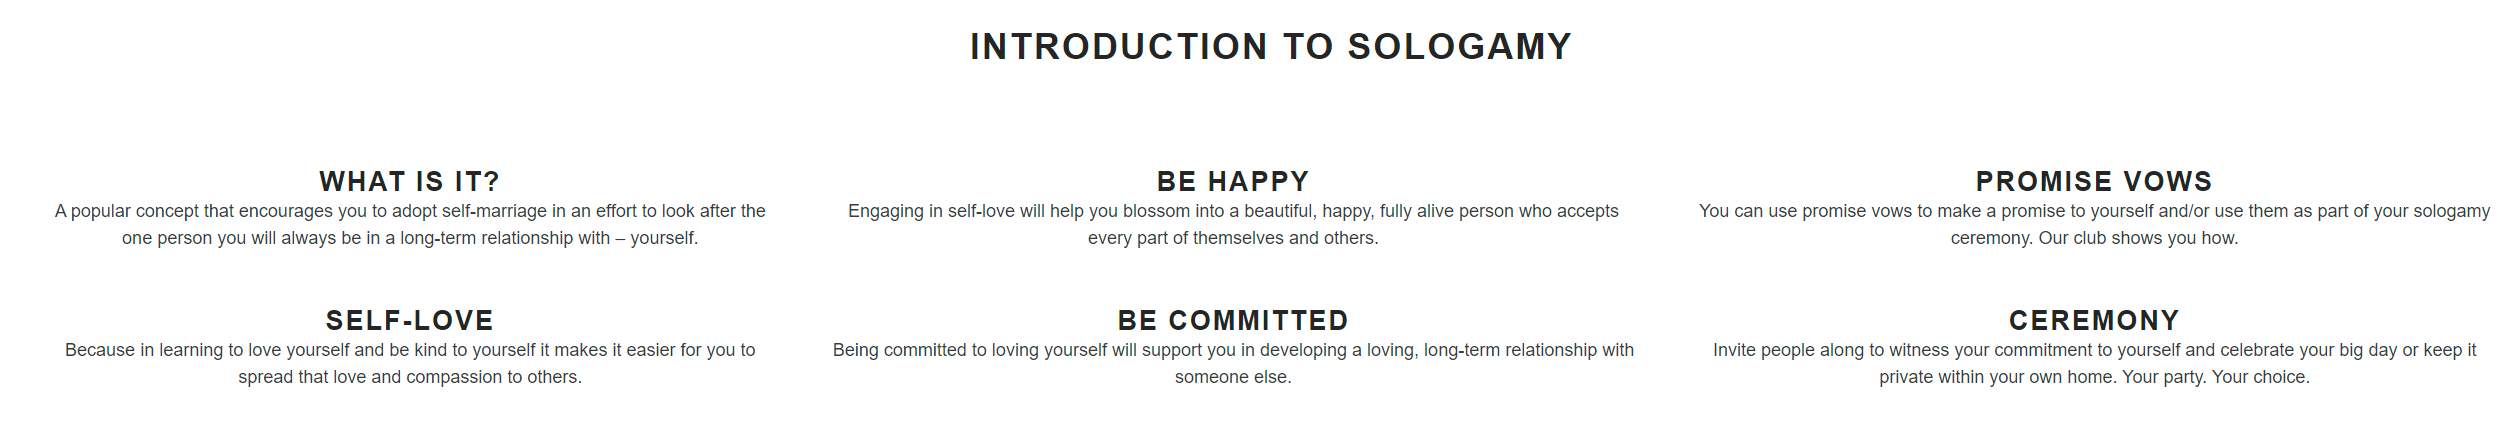 INTRODUCTION TO SOLOGAMY
WHAT IS IT?
A popular concept that encourages you to adopt self-marriage in an effort to look after the
one person you will always be in a long-term relationship with – yourself.
BE HAPPY
Engaging in self-love will help you blossom into a beautiful, happy, fully alive person who accepts
every part of themselves and others.
PROMISE VOWS
You can use promise vows to make a promise to yourself and/or use them as part of your sologamy
ceremony. Our club shows you how.
SELF-LOVE
Because in learning to love yourself and be kind to yourself it makes it easier for you to
spread that love and compassion to others.
BE COMMITTED
Being committed to loving yourself will support you in developing a loving, long-term relationship with
someone else.
CEREMONY
Invite people along to witness your commitment to yourself and celebrate your big day or keep it
private within your own home. Your party. Your choice.